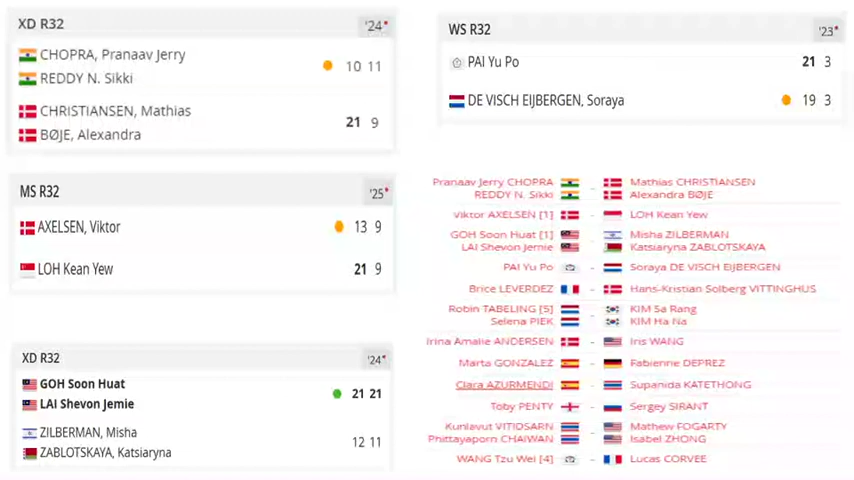 XD R32
'24'
CHOPRA, Pranaav Jerry
REDDY N. Sikki
10 11
CHRISTIANSEN, Mathias
BØJE, Alexandra
21 9
MS R32
'25'
AXELSEN, Viktor
13 9
LOH Kean Yew
21 9
XD R32
'24'
GOH Soon Huat
LAI Shevon Jemie
21 21
ZILBERMAN, Misha
ZABLOTSKAYA, Katsiaryna
12 11
WS R32
'23'
PAI Yu Po
21 3
DE VISCH EIJBERGEN, Soraya
19 3
Pranaav Jerry CHOPRA - Mathias CHRISTIANSEN
REDDY N. Sikki Alexandra BØJE
Viktor AXELSEN [1] - LOH Kean Yew
GOH Soon Huat [1] - Misha ZILBERMAN
LAI Shevon Jemie Katsiaryna ZABLOTSKAYA
PAI Yu Po - Soraya DE VISCH EIJBERGEN
Brice LEVERDEZ - Hans-Kristian Solberg VITTINGHUS
Robin TABELING [5] - KIM Sa Rang
Selena PIEK KIM Ha Na
Irina Amalie ANDERSEN - Iris WANG
Marta GONZALEZ - Fabienne DEPREZ
Clara AZURMENDI - Supanida KATETHONG
Toby PENTY - Sergey SIRANT
Kunlavut VITIDSARN - Mathew FOGARTY
Phittayaporn CHAIWAN Isabel ZHONG
WANG Tzu Wei [4] - Lucas CORVEE